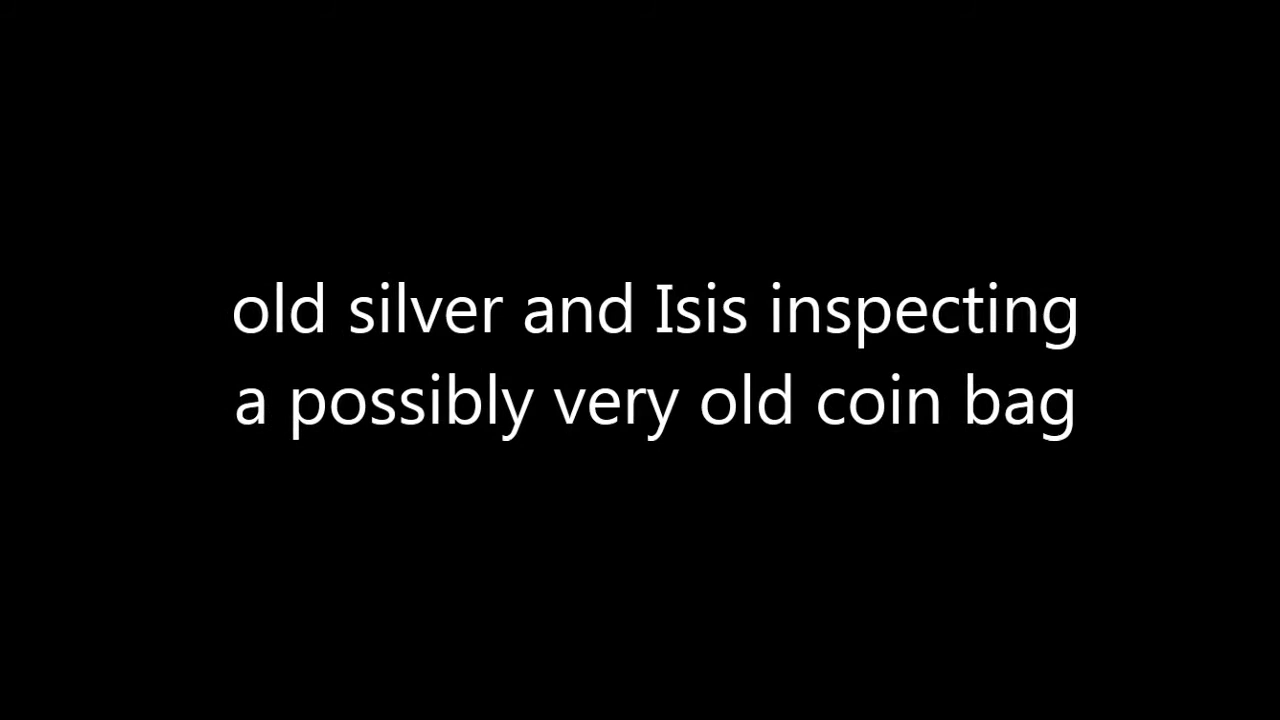 old silver and Isis inspecting
a possibly very old coin bag